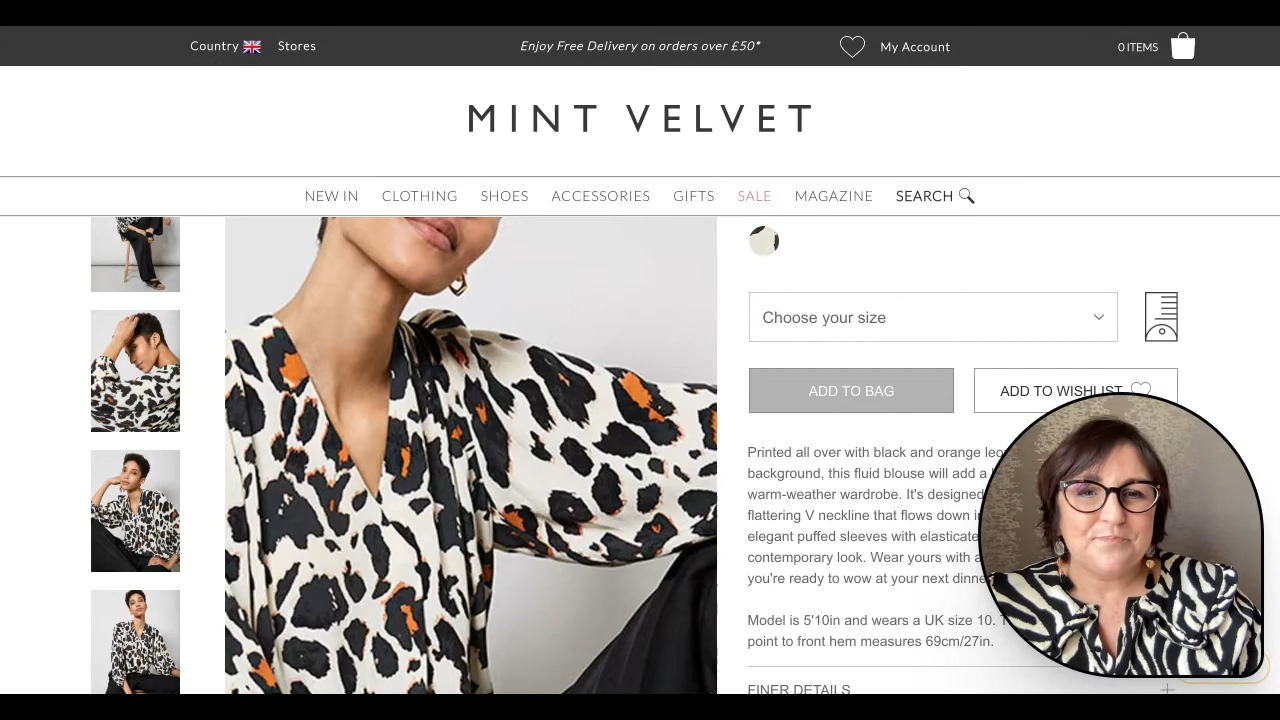 Country
Stores
Enjoy Free Delivery on orders over £50*
My Account
0 ITEMS
MINT VELVET
NEW IN
CLOTHING
SHOES
ACCESSORIES
GIFTS
SALE
MAGAZINE
SEARCH
Choose your size
ADD TO BAG
ADD TO WISHLIST
Printed all over with black and orange
background, this fluid blouse will add a
warm-weather wardrobe. It's designed
flattering V neckline that flows down
elegant puffed sleeves with
contemporary look. Wear yours with
you're ready to wow at your next
Model is 5'10in and wears a UK size 10.
point to front hem measures 69cm/27in.
FINER DETAILS